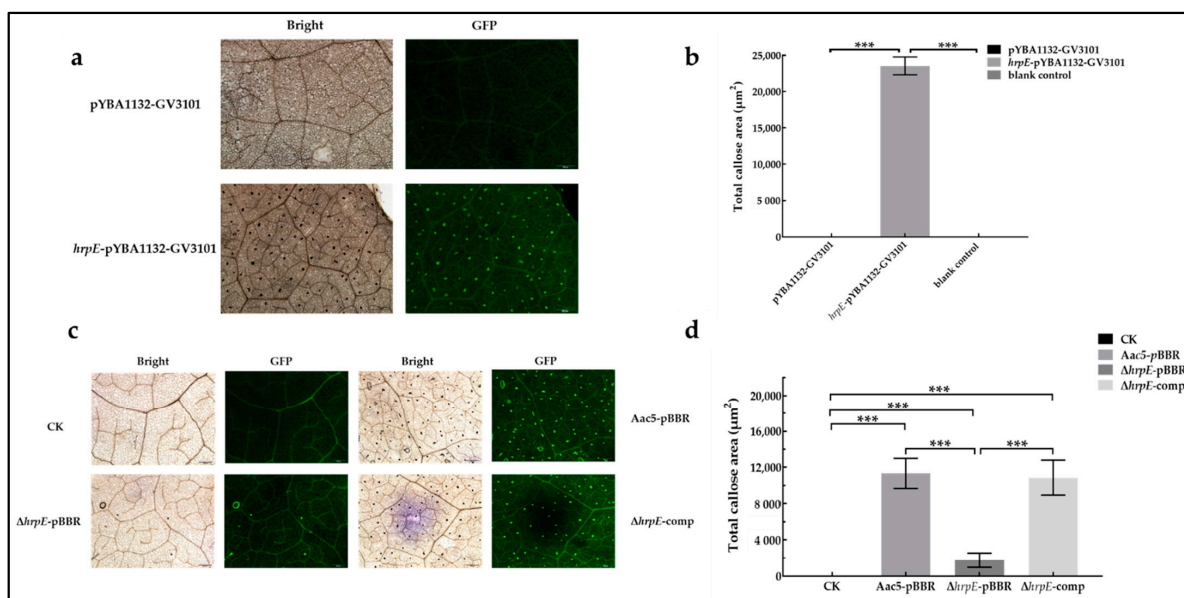 a
Bright
GFP
pYBA1132-GV3101
hrpE-pYBA1132-GV3101
b
Total callose area (µm²)
25,000
20,000
15,000
10,000
5 000
0
***
***
pYBA1132-GV3101
hrpE-pYBA1132-GV3101
blank control
pYBA1132-GV3101
hrpE-pYBA1132-GV3101
blank control
c
Bright
GFP
Bright
GFP
CK
Aac5-pBBR
ΔhrpE-pBBR
ΔhrpE-comp
d
CK
Aac5-pBBR
ΔhrpE-pBBR
ΔhrpE-comp
Total callose area (µm²)
20,000
16,000
12,000
8,000
4 000
0
***
***
***
***
***
CK
Aac5-pBBR
ΔhrpE-pBBR
ΔhrpE-comp